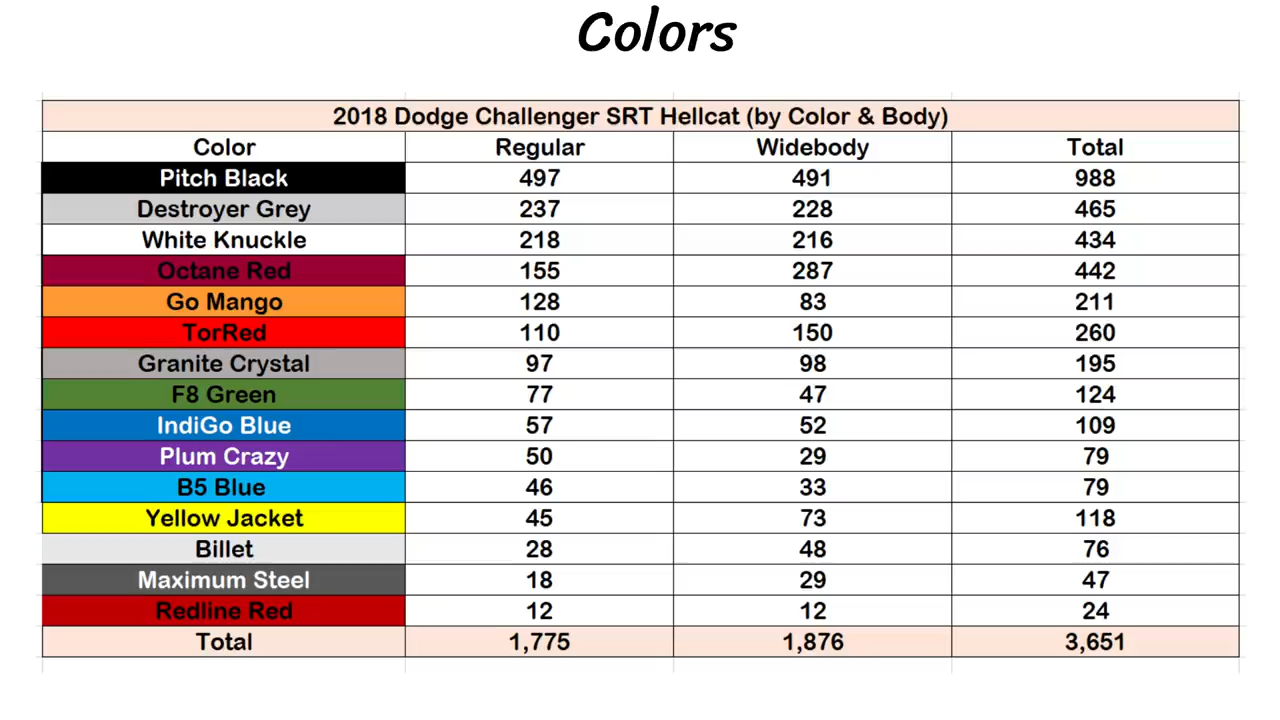 Colors
2018 Dodge Challenger SRT Hellcat (by Color & Body)
Color Regular Widebody Total
Pitch Black 497 491 988
Destroyer Grey 237 228 465
White Knuckle 218 216 434
Octane Red 155 287 442
Go Mango 128 83 211
TorRed 110 150 260
Granite Crystal 97 98 195
F8 Green 77 47 124
IndiGo Blue 57 52 109
Plum Crazy 50 29 79
B5 Blue 46 33 79
Yellow Jacket 45 73 118
Billet 28 48 76
Maximum Steel 18 29 47
Redline Red 12 12 24
Total 1,775 1,876 3,651